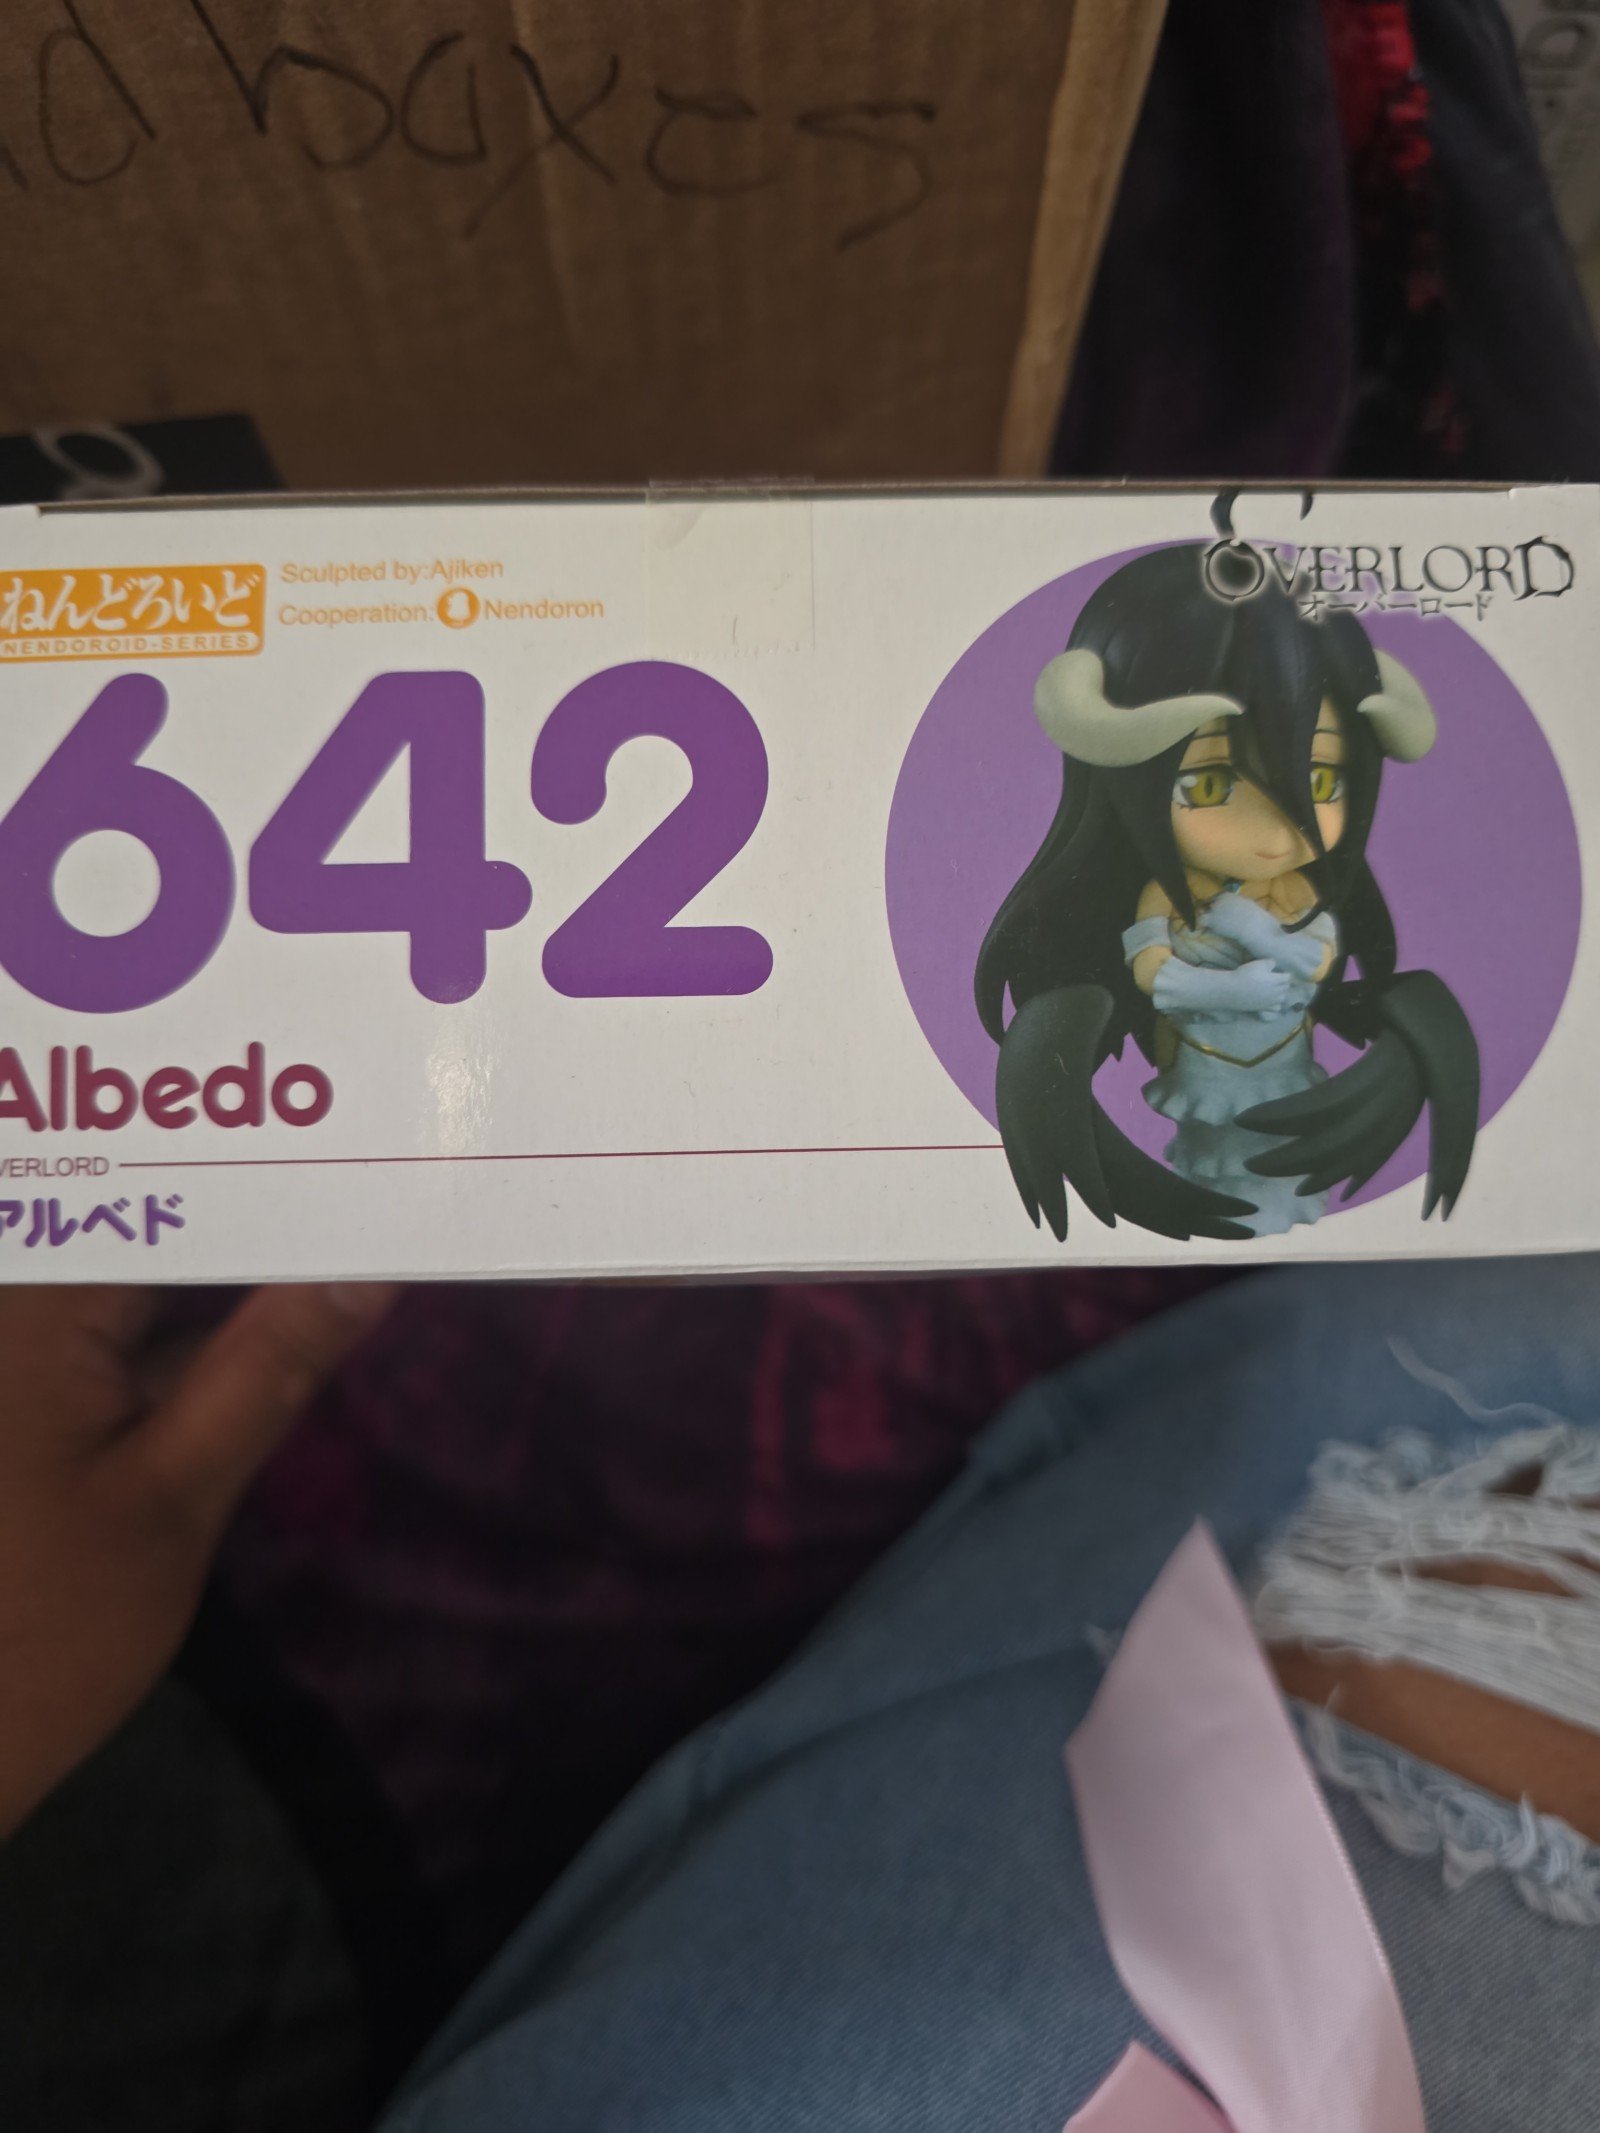 d boxes
OVERLORD
オーバーロード
ねんどろいど
NENDOROID-SERIES
Sculpted by:Ajiken
Cooperation: Nendoron
642
Albedo
VERLORD
アルベド